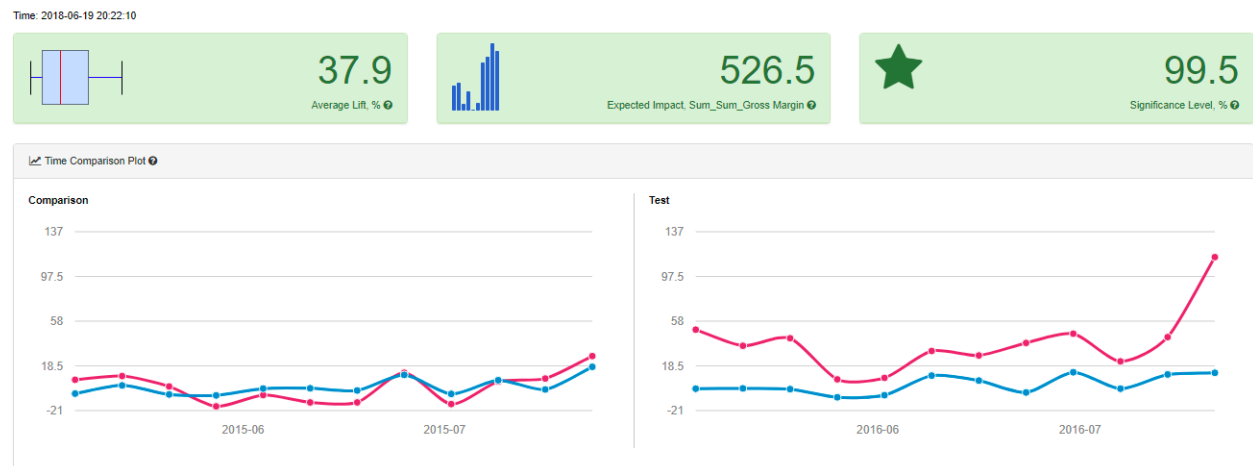 Time: 2018-06-19 20:22:10
37.9
Average Lift, %
526.5
Expected Impact, Sum_Sum_Gross Margin
99.5
Significance Level, %
Time Comparison Plot
Comparison
137
97.5
58
18.5
-21
2015-06 2015-07
Test
137
97.5
58
18.5
-21
2016-06 2016-07